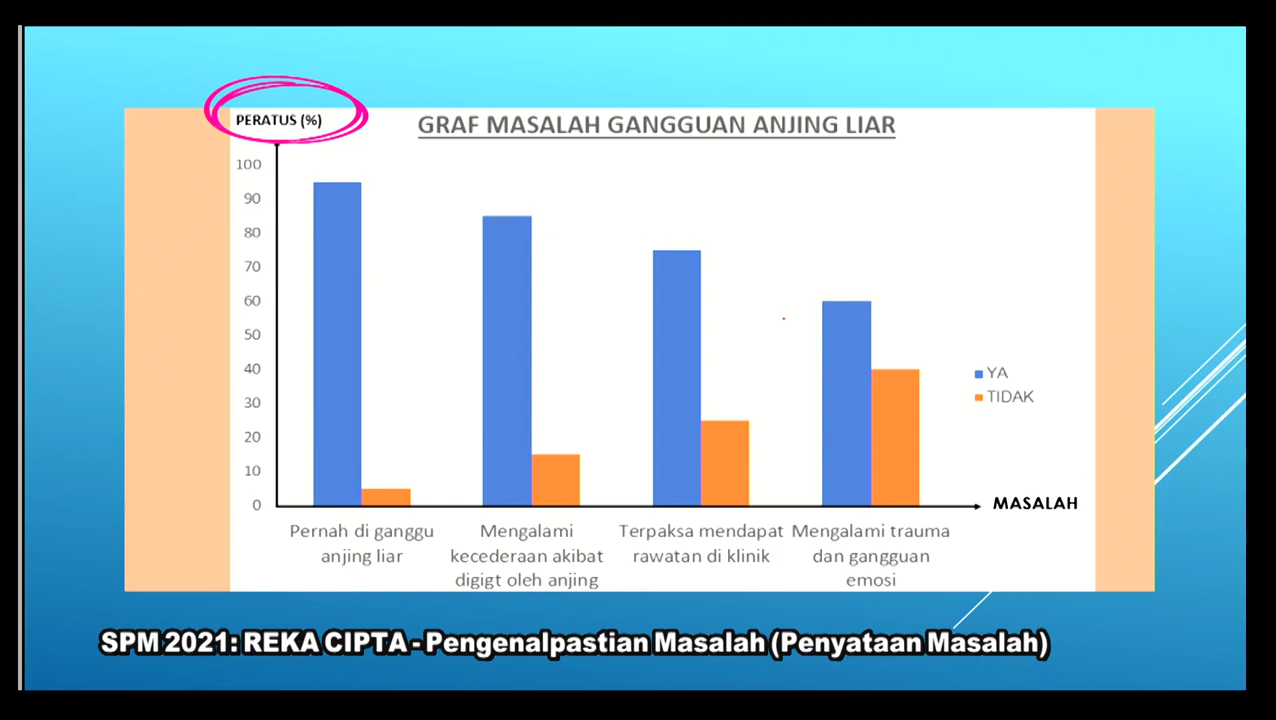 PERATUS (%)
GRAF MASALAH GANGGUAN ANJING LIAR
100
90
80
70
60
50
40
30
20
10
0
YA
TIDAK
MASALAH
Pernah di ganggu
anjing liar
Mengalami
kecederaan akibat
digigt oleh anjing
Terpaksa mendapat
rawatan di klinik
Mengalami trauma
dan gangguan
emosi
SPM 2021: REKA CIPTA - Pengenalpastian Masalah (Penyataan Masalah)